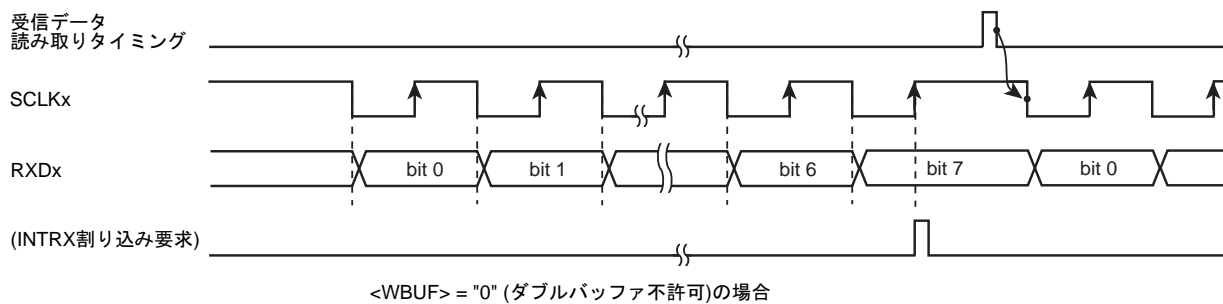 受信データ
読み取りタイミング
SCLKx
RXDx
bit 0
bit 1
bit 6
bit 7
bit 0
(INTRX割り込み要求)
<WBUF> = "0" (ダブルバッファ不許可)の場合